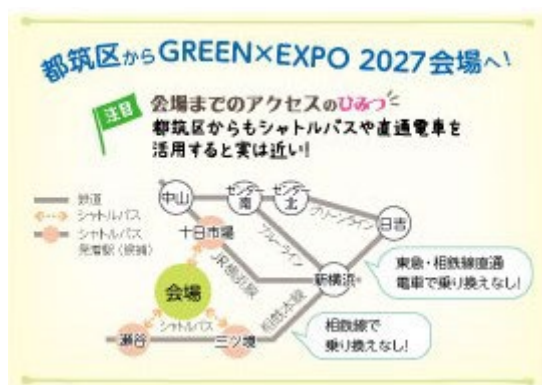 都筑区からGREEN×EXPO 2027会場へ!
注目
会場までのアクセスのひみつ
都筑区からもシャトルバスや直通電車を
活用すると実は近い!
鉄道
シャトルバス
シャトルバス
発着駅(候補)
中山
センター
南
センター
北
グリーンライン
日吉
十日市場
ブルーライン
JR横浜線
新横浜
東急・相鉄線直通
電車で乗り換えなし!
会場
相鉄本線
シャトルバス
相鉄線で
乗り換えなし!
瀬谷
三ツ境